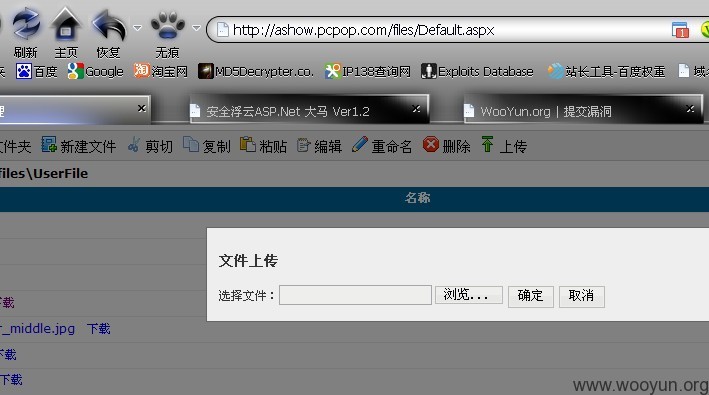 http://ashow.pcpop.com/files/Default.aspx
刷新 主页 恢复 无痕
百度 Google 淘宝网 MD5Decrypter.co. IP138查询网 Exploits Database 站长工具-百度权重 域
理 安全浮云ASP.Net 大马 Ver1.2 WooYun.org | 提交漏洞
文件夹 新建文件 剪切 复制 粘贴 编辑 重命名 删除 上传
files\UserFile
名称
文件上传
选择文件： 浏览... 确定 取消
下载
r_middle.jpg 下载
下载
下载
www.wooyun.org